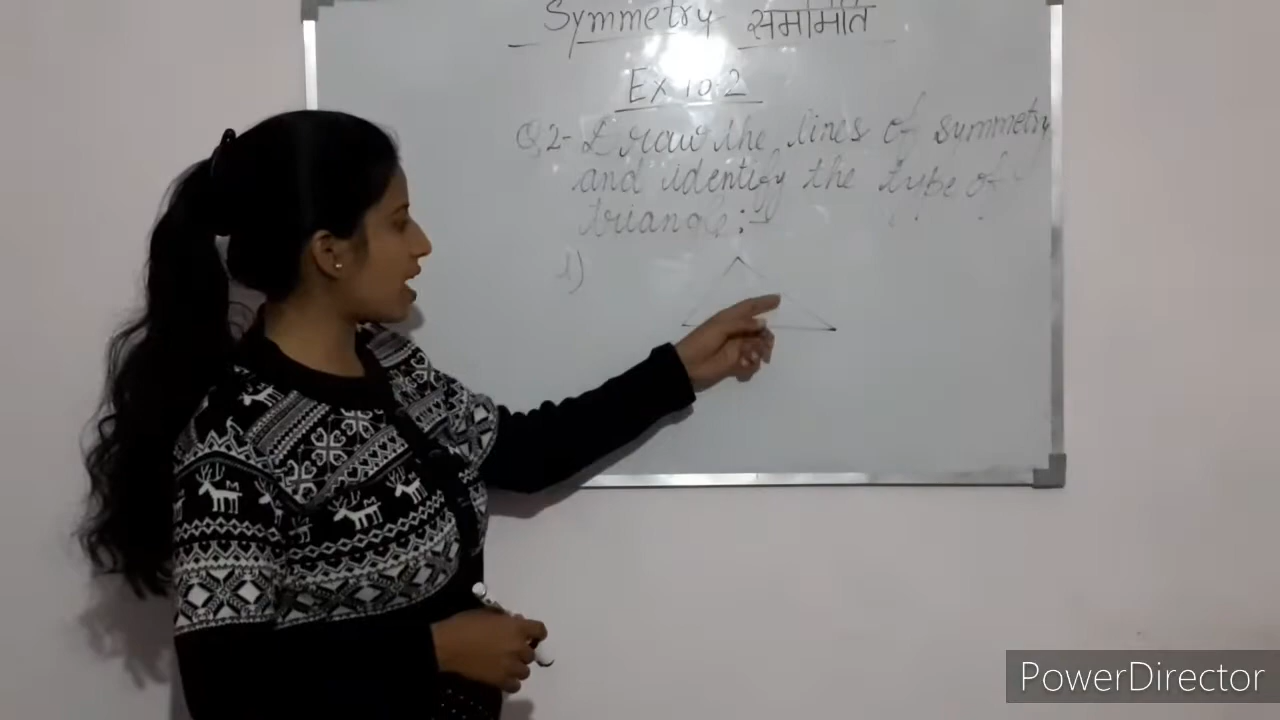 Symmetry समामिति
Ex 10.2
Q.2- Draw the lines of symmetry
and identify the type of
triangle:-
1)
PowerDirector